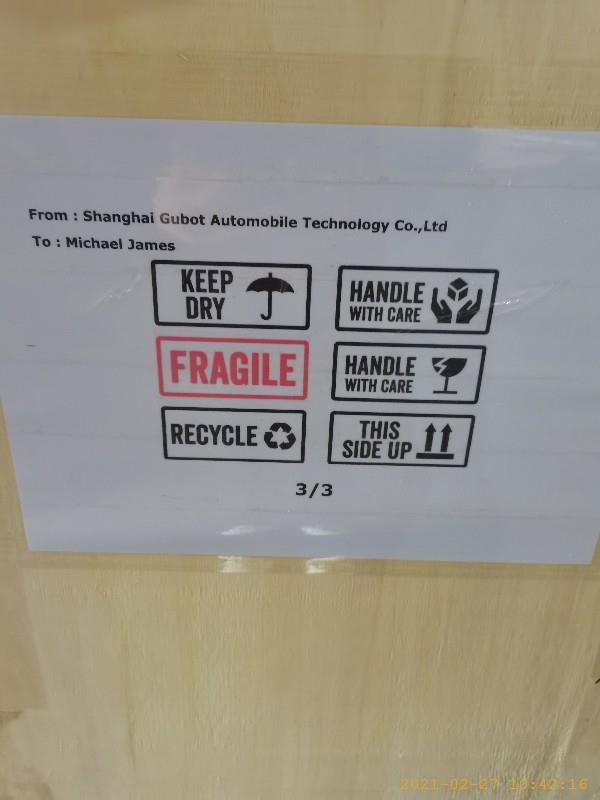 From : Shanghai Gubot Automobile Technology Co.,Ltd
To : Michael James
KEEP
DRY
HANDLE
WITH CARE
FRAGILE
HANDLE
WITH CARE
RECYCLE
THIS
SIDE UP
3/3
2021-02-27 10:42:16